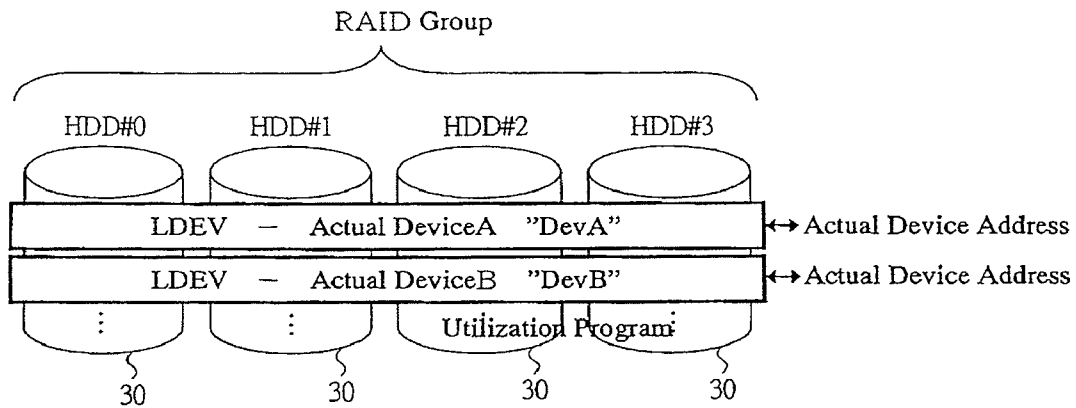 RAID Group
HDD#0 HDD#1 HDD#2 HDD#3
LDEV — Actual DeviceA "DevA" Actual Device Address
LDEV — Actual DeviceB "DevB" Actual Device Address
Utilization Program
30 30 30 30